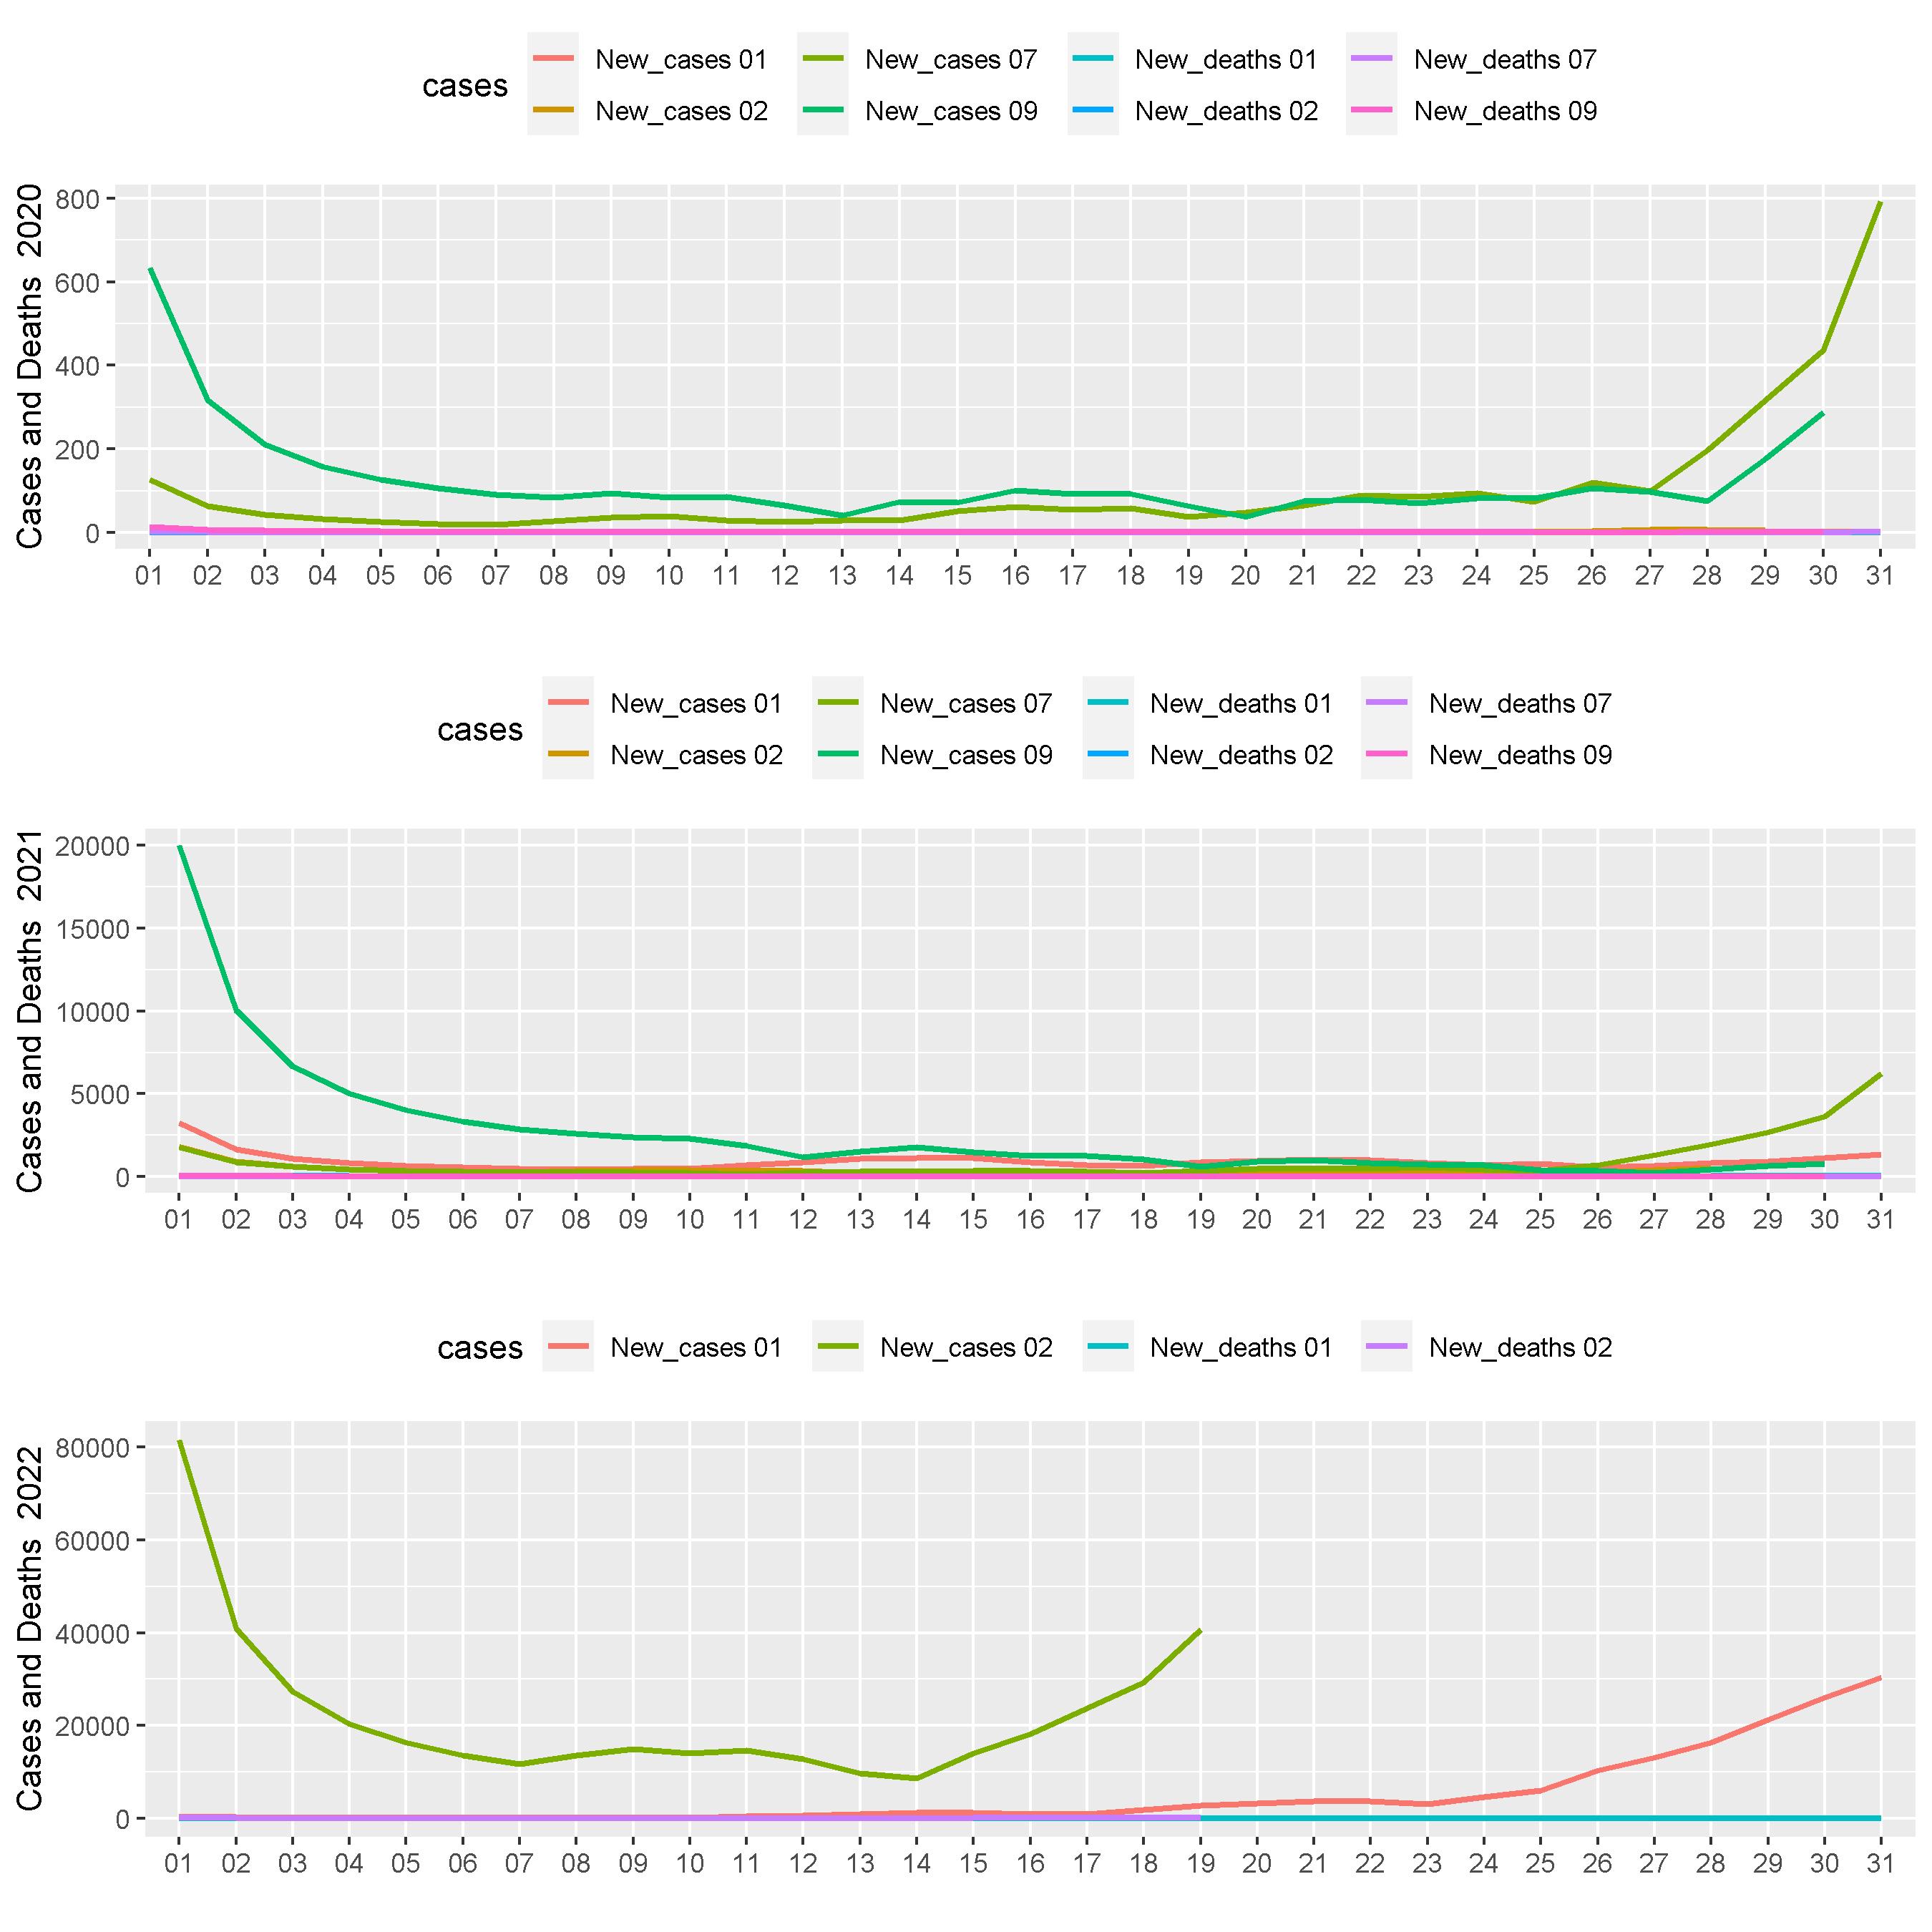 cases New_cases 01 New_cases 07 New_deaths 01 New_deaths 07
New_cases 02 New_cases 09 New_deaths 02 New_deaths 09
Cases and Deaths 2020
800
600
400
200
0
01 02 03 04 05 06 07 08 09 10 11 12 13 14 15 16 17 18 19 20 21 22 23 24 25 26 27 28 29 30 31
cases New_cases 01 New_cases 07 New_deaths 01 New_deaths 07
New_cases 02 New_cases 09 New_deaths 02 New_deaths 09
Cases and Deaths 2021
20000
15000
10000
5000
0
01 02 03 04 05 06 07 08 09 10 11 12 13 14 15 16 17 18 19 20 21 22 23 24 25 26 27 28 29 30 31
cases New_cases 01 New_cases 02 New_deaths 01 New_deaths 02
Cases and Deaths 2022
80000
60000
40000
20000
0
01 02 03 04 05 06 07 08 09 10 11 12 13 14 15 16 17 18 19 20 21 22 23 24 25 26 27 28 29 30 31